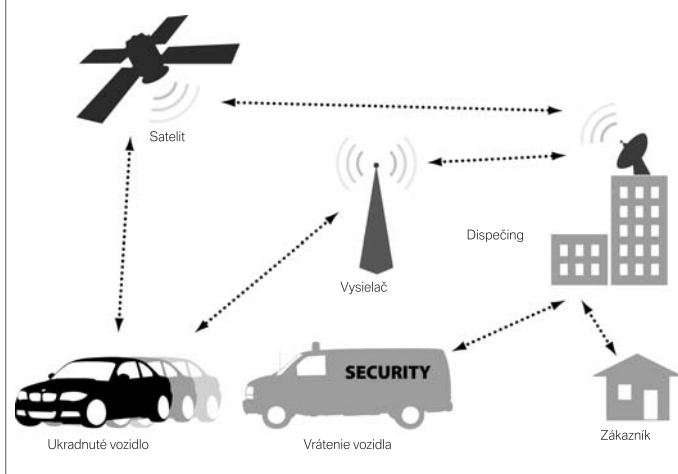 Satelit
Dispečing
Vysielač
SECURITY
Ukradnuté vozidlo
Vrátenie vozidla
Zákazník